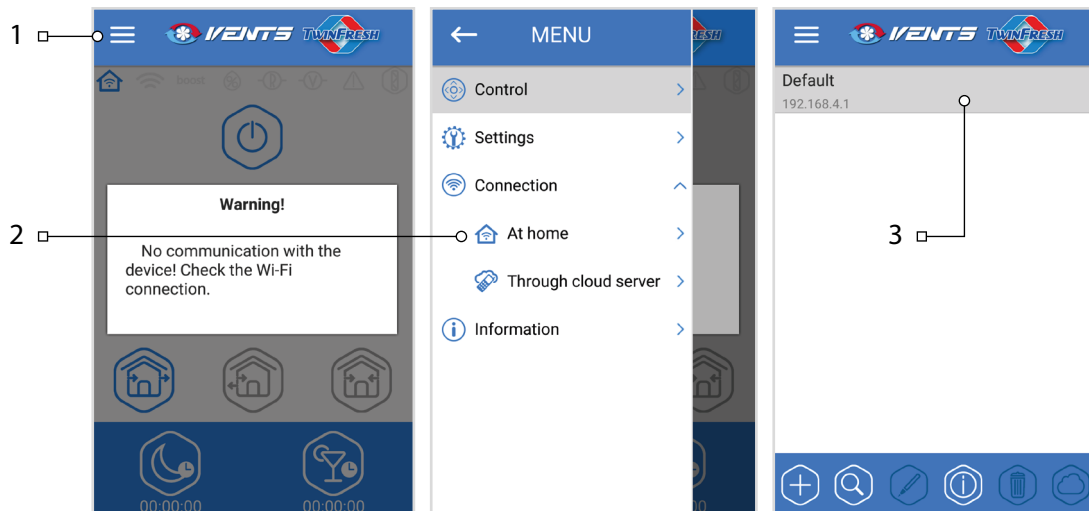 1
VENTS TWINFRESH
boost
Warning!
No communication with the
device! Check the Wi-Fi
connection.
00:00:00 00:00:00
2
MENU
Control
Settings
Connection
At home
Through cloud server
Information
ESH
00
3
VENTS TWINFRESH
Default
192.168.4.1